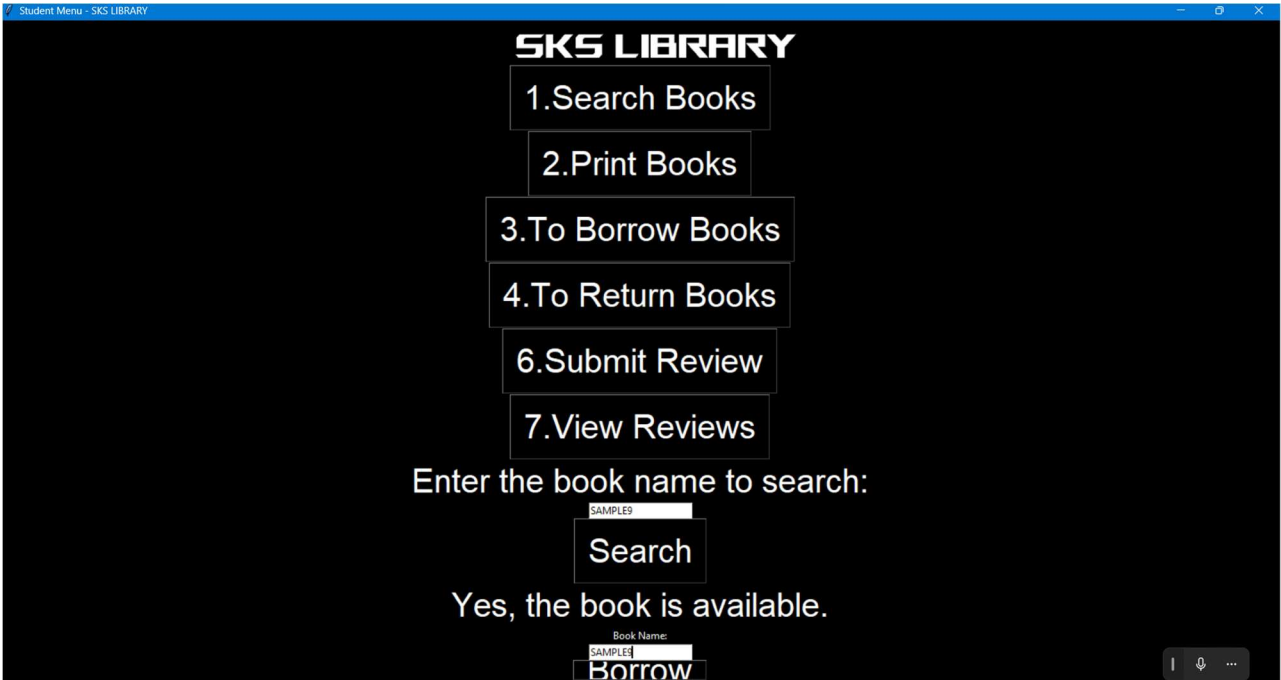 Student Menu - SKS LIBRARY
SKS LIBRARY
1.Search Books
2.Print Books
3.To Borrow Books
4.To Return Books
6.Submit Review
7.View Reviews
Enter the book name to search:
SAMPLE9
Search
Yes, the book is available.
Book Name:
SAMPLE9
Borrow